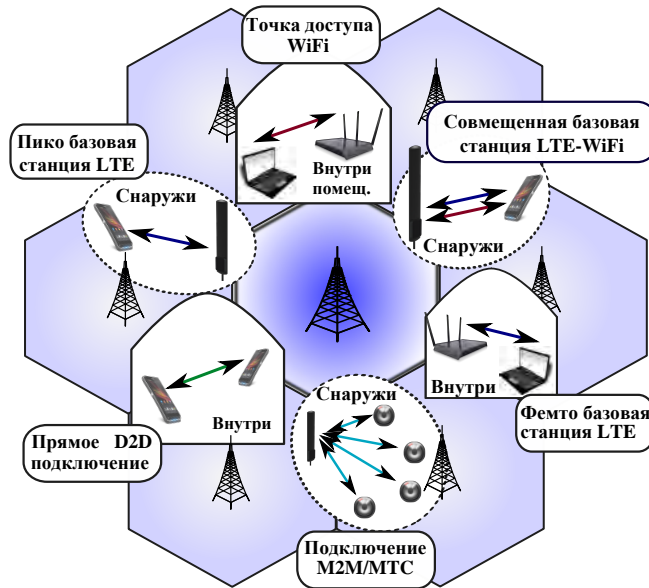 Точка доступа
WiFi
Пико базовая
станция LTE
Совмещенная базовая
станция LTE-WiFi
Внутри
помещ.
Снаружи
Снаружи
Внутри
Внутри
Снаружи
Прямое D2D
подключение
Фемто базовая
станция LTE
Подключение
M2M/MTC